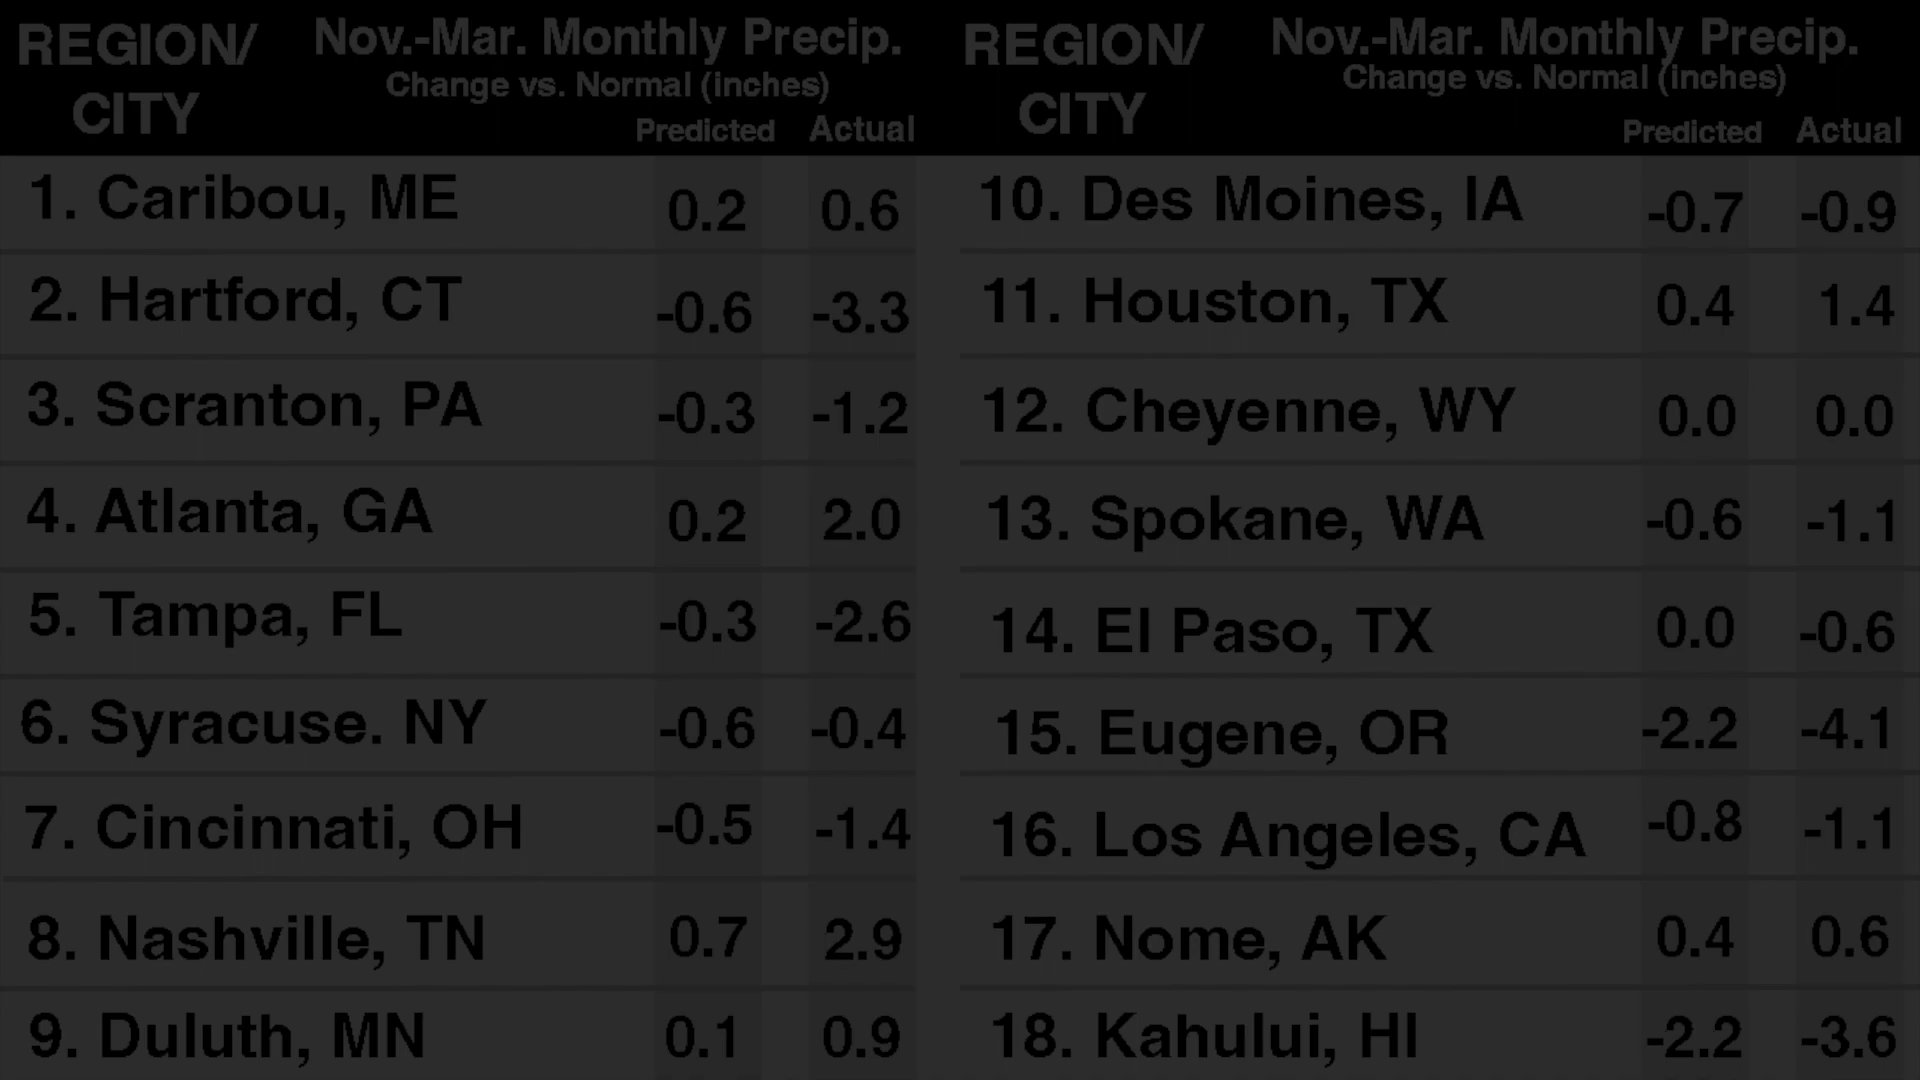 REGION/
CITY
Nov.-Mar. Monthly Precip.
Change vs. Normal (inches)
Predicted Actual
1. Caribou, ME 0.2 0.6
2. Hartford, CT -0.6 -3.3
3. Scranton, PA -0.3 -1.2
4. Atlanta, GA 0.2 2.0
5. Tampa, FL -0.3 -2.6
6. Syracuse. NY -0.6 -0.4
7. Cincinnati, OH -0.5 -1.4
8. Nashville, TN 0.7 2.9
9. Duluth, MN 0.1 0.9
REGION/
CITY
Nov.-Mar. Monthly Precip.
Change vs. Normal (inches)
Predicted Actual
10. Des Moines, IA -0.7 -0.9
11. Houston, TX 0.4 1.4
12. Cheyenne, WY 0.0 0.0
13. Spokane, WA -0.6 -1.1
14. El Paso, TX 0.0 -0.6
15. Eugene, OR -2.2 -4.1
16. Los Angeles, CA -0.8 -1.1
17. Nome, AK 0.4 0.6
18. Kahului, HI -2.2 -3.6